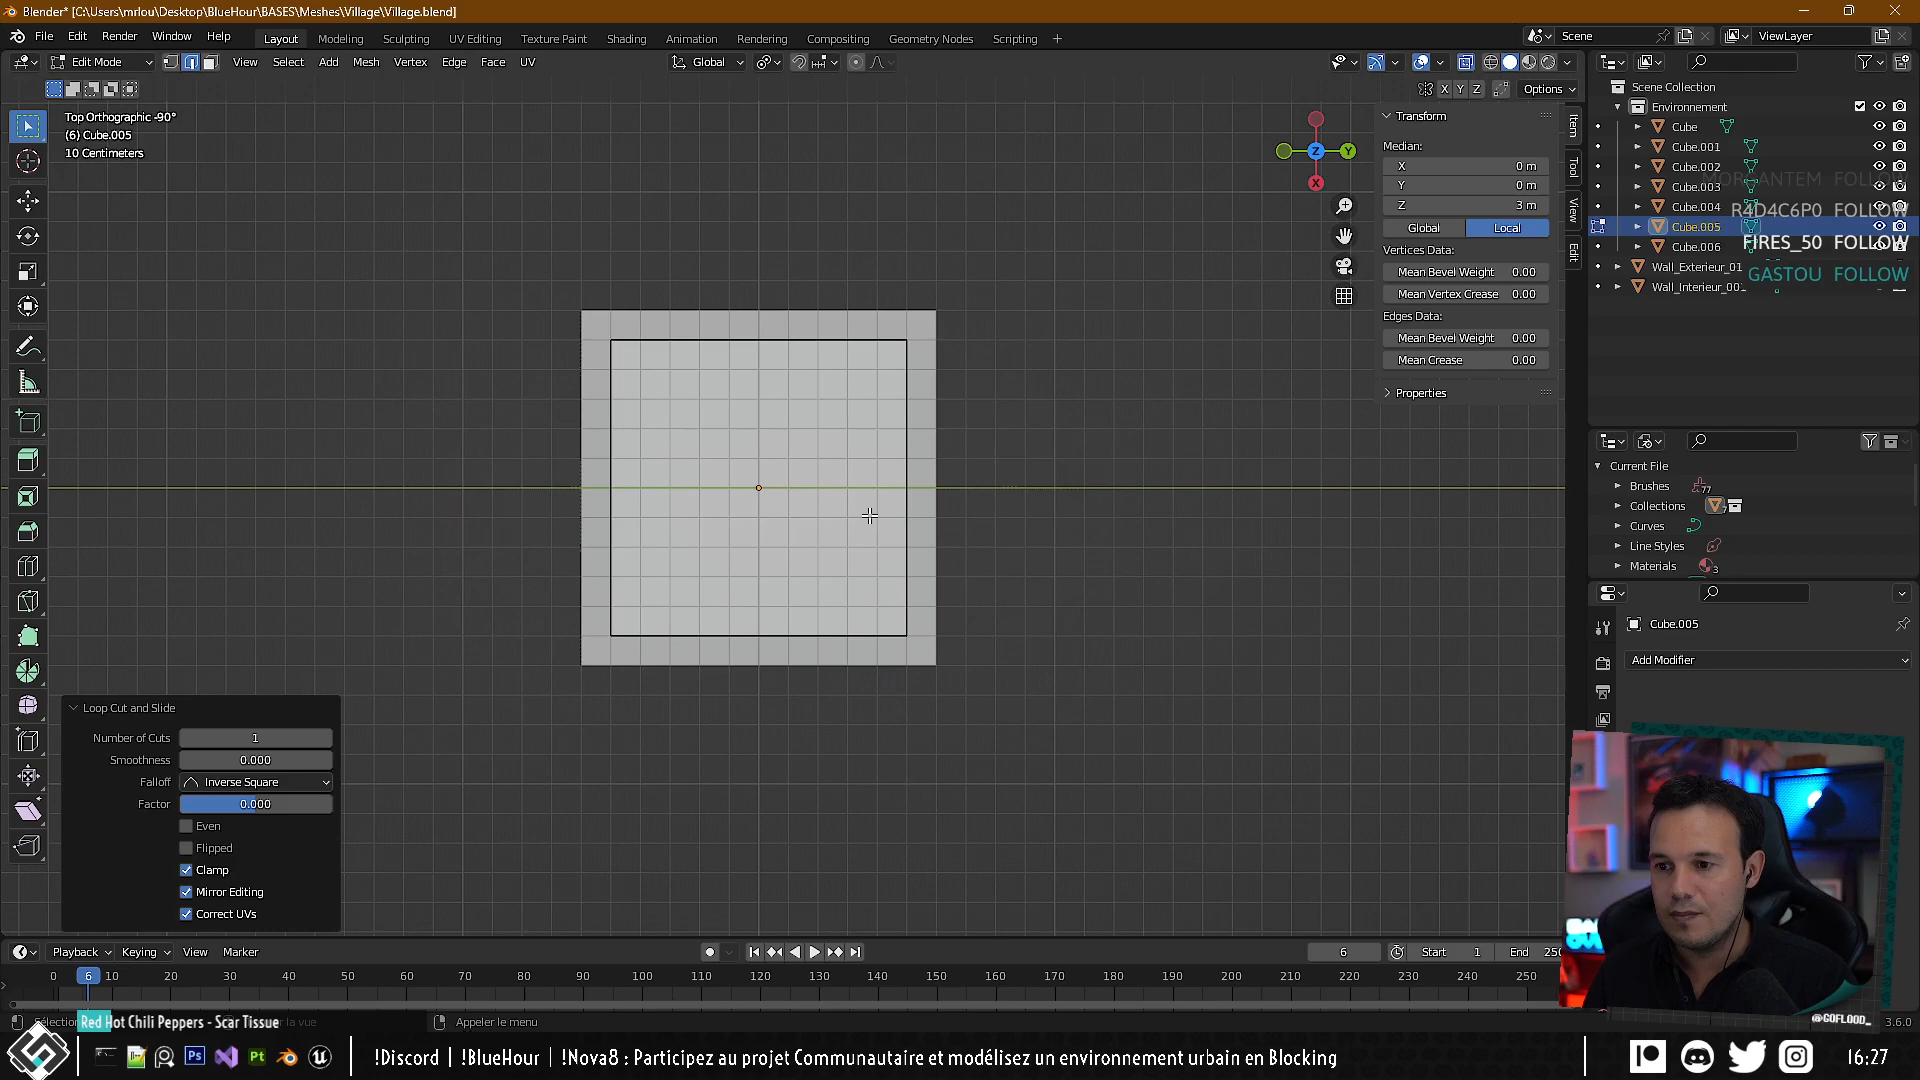 Blender* [C:\Users\mrlou\Desktop\BlueHour\BASES\Meshes\Village\Village.blend]
File Edit Render Window Help
Layout Modeling Sculpting UV Editing Texture Paint Shading Animation Rendering Compositing Geometry Nodes Scripting +
Scene
ViewLayer
Edit Mode
View Select Add Mesh Vertex Edge Face UV
Global
X Y Z
Options
Top Orthographic -90°
(6) Cube.005
10 Centimeters
Z
Y
X
Transform
Median:
X 0 m
Y 0 m
Z 3 m
Global Local
Vertices Data:
Mean Bevel Weight 0.00
Mean Vertex Crease 0.00
Edges Data:
Mean Bevel Weight 0.00
Mean Crease 0.00
Properties
Item
Tool
View
Edit
Scene Collection
Environnement
Cube
Cube.001
Cube.002
Cube.003
Cube.004
Cube.005
Cube.006
Wall_Exterieur_01
Wall_Interieur_00
MORGANTEM FOLLOW
R4D4C6P0 FOLLOW
FIRES_50 FOLLOW
GASTOU FOLLOW
Current File
Brushes 77
Collections
Curves
Line Styles
Materials 3
Cube.005
Add Modifier
Loop Cut and Slide
Number of Cuts 1
Smoothness 0.000
Falloff Inverse Square
Factor 0.000
Even
Flipped
Clamp
Mirror Editing
Correct UVs
Playback Keying View Marker
6
Start 1
End 250
0 6 10 20 30 40 50 60 70 80 90 100 110 120 130 140 150 160 170 180 190 200 210 220 230 240 250
Red Hot Chili Peppers - Scar Tissue
Appeler le menu
3.6.0
@GOFLOOD_
Ps
Pt
!Discord | !BlueHour | !Nova8 : Participez au projet Communautaire et modélisez un environnement urbain en Blocking
16:27